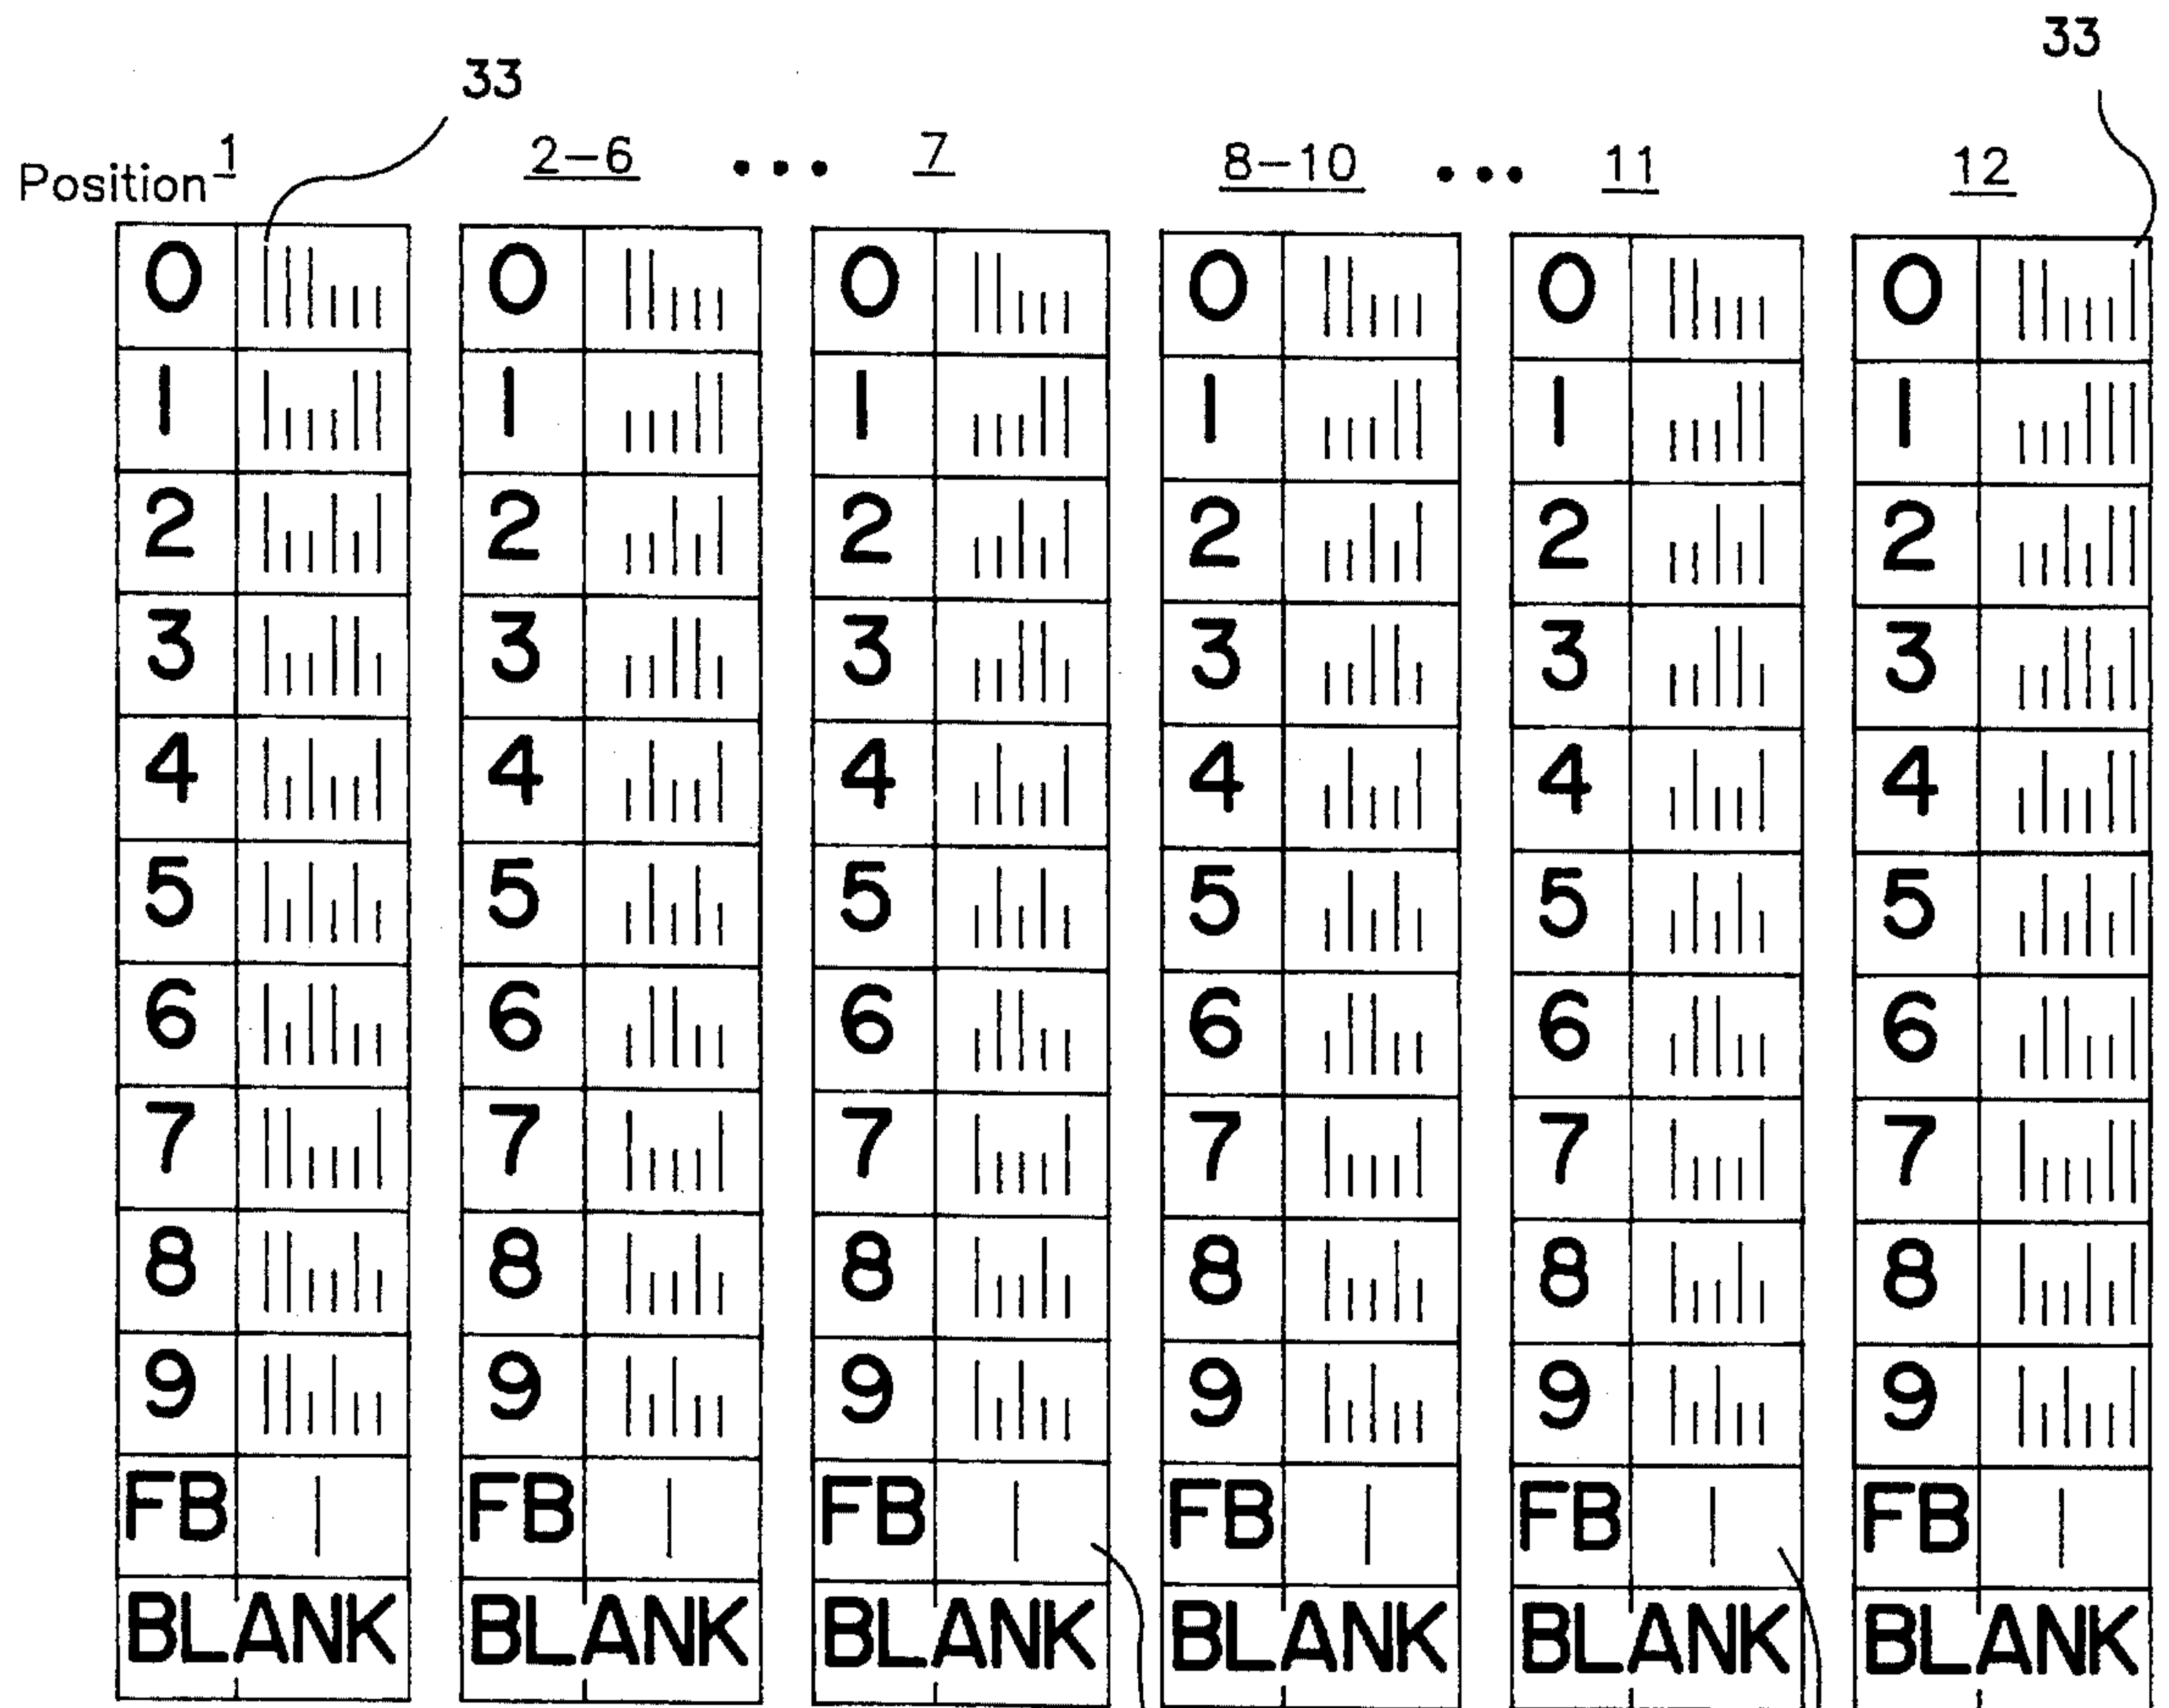 33
33
Position 1 2-6 ••• 7 8-10 ••• 11 12
0 0 0 0 0 0
1 1 1 1 1 1
2 2 2 2 2 2
3 3 3 3 3 3
4 4 4 4 4 4
5 5 5 5 5 5
6 6 6 6 6 6
7 7 7 7 7 7
8 8 8 8 8 8
9 9 9 9 9 9
FB FB FB FB FB FB
BLANK BLANK BLANK BLANK BLANK BLANK